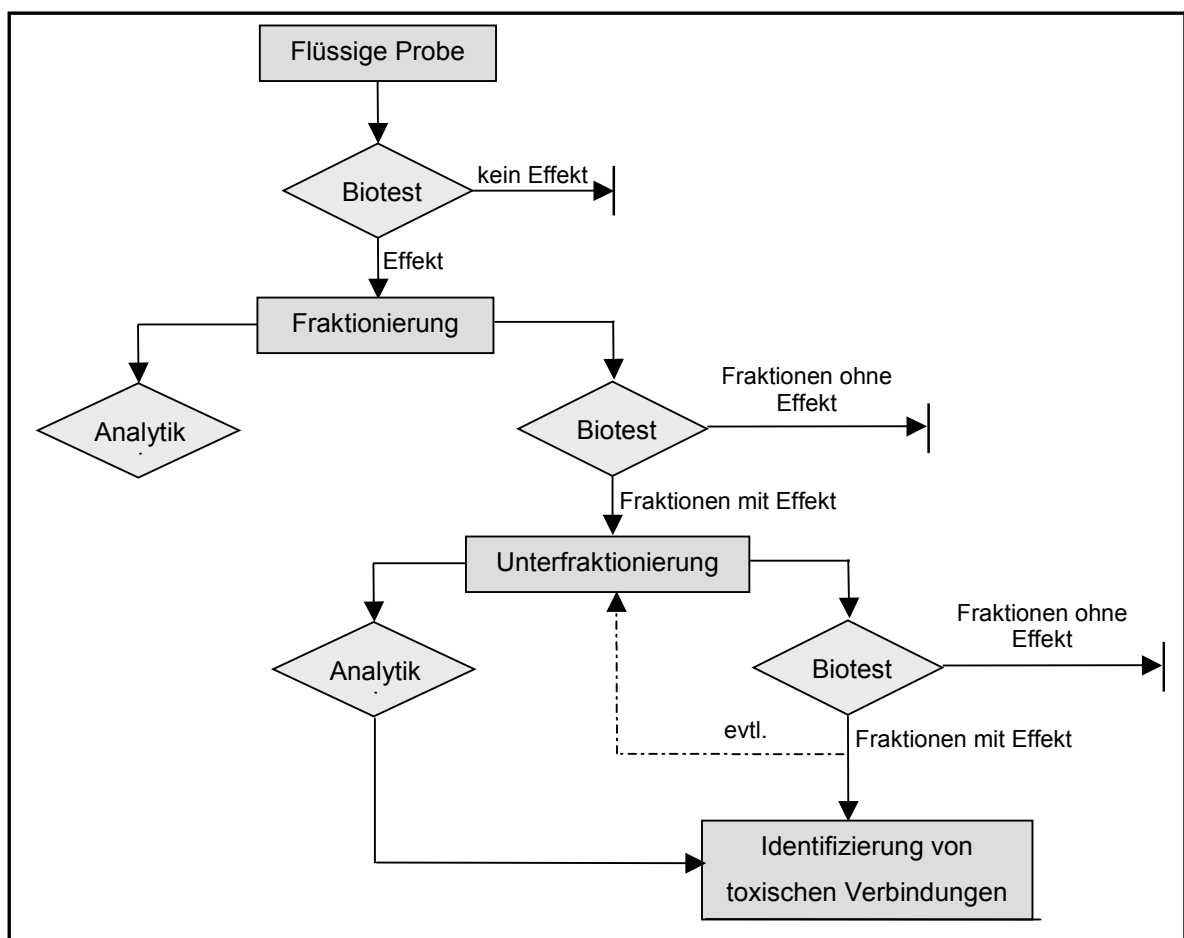 Flüssige Probe
Biotest
kein Effekt
Effekt
Fraktionierung
Analytik
Biotest
Fraktionen ohne
Effekt
Fraktionen mit Effekt
Unterfraktionierung
Analytik
Biotest
Fraktionen ohne
Effekt
evtl.
Fraktionen mit Effekt
Identifizierung von
toxischen Verbindungen